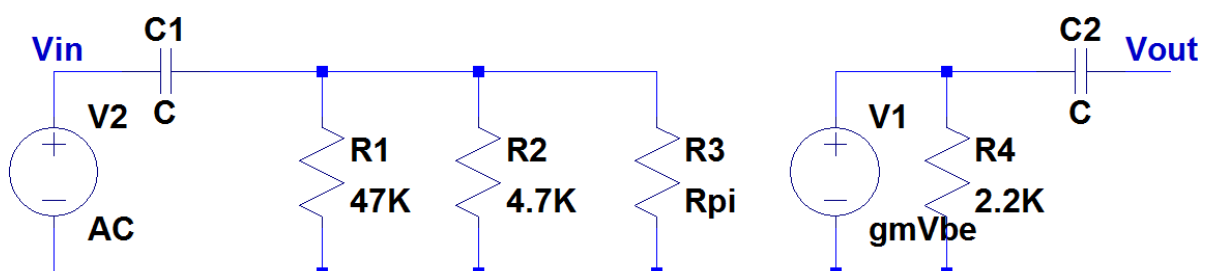 C1
C2
Vin
Vout
V2
C
V1
C
R1
R2
R3
R4
47K
4.7K
Rpi
2.2K
AC
gmVbe